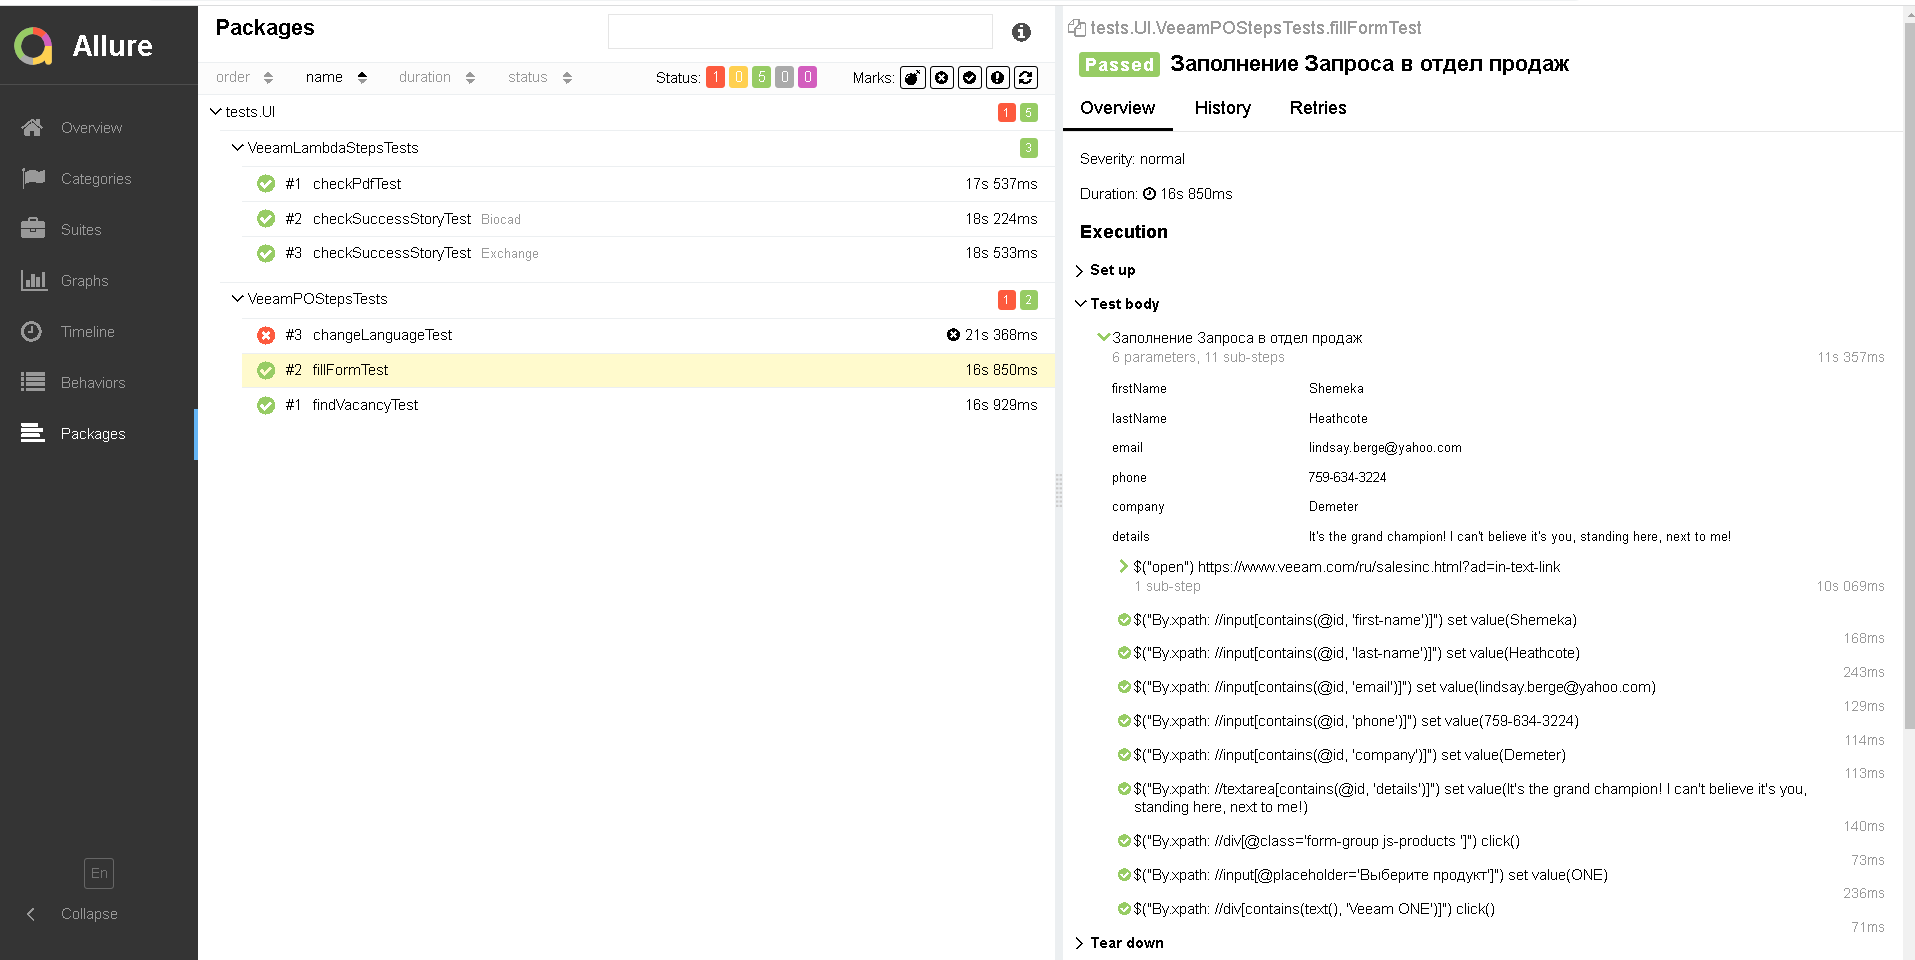 Allure
Overview
Categories
Suites
Graphs
Timeline
Behaviors
Packages
En
Collapse
Packages
order name duration status Status: 1 0 5 0 0 Marks:
tests.UI 1 5
VeeamLambdaStepsTests 3
#1 checkPdfTest 17s 537ms
#2 checkSuccessStoryTest Biocad 18s 224ms
#3 checkSuccessStoryTest Exchange 18s 533ms
VeeamPOStepsTests 1 2
#3 changeLanguageTest 21s 368ms
#2 fillFormTest 16s 850ms
#1 findVacancyTest 16s 929ms
tests.UI.VeeamPOStepsTests.fillFormTest
Passed Заполнение Запроса в отдел продаж
Overview History Retries
Severity: normal
Duration: 16s 850ms
Execution
Set up
Test body
Заполнение Запроса в отдел продаж
6 parameters, 11 sub-steps 11s 357ms
firstName Shemeka
lastName Heathcote
email lindsay.berge@yahoo.com
phone 759-634-3224
company Demeter
details It's the grand champion! I can't believe it's you, standing here, next to me!
$("open") https://www.veeam.com/ru/salesinc.html?ad=in-text-link
1 sub-step 10s 069ms
$("By.xpath: //input[contains(@id, 'first-name')]") set value(Shemeka)
168ms
$("By.xpath: //input[contains(@id, 'last-name')]") set value(Heathcote)
243ms
$("By.xpath: //input[contains(@id, 'email')]") set value(lindsay.berge@yahoo.com)
129ms
$("By.xpath: //input[contains(@id, 'phone')]") set value(759-634-3224)
114ms
$("By.xpath: //input[contains(@id, 'company')]") set value(Demeter)
113ms
$("By.xpath: //textarea[contains(@id, 'details')]") set value(It's the grand champion! I can't believe it's you,
standing here, next to me!)
140ms
$("By.xpath: //div[@class='form-group js-products ']") click()
73ms
$("By.xpath: //input[@placeholder='Выберите продукт']") set value(ONE)
236ms
$("By.xpath: //div[contains(text(), 'Veeam ONE')]") click()
71ms
Tear down